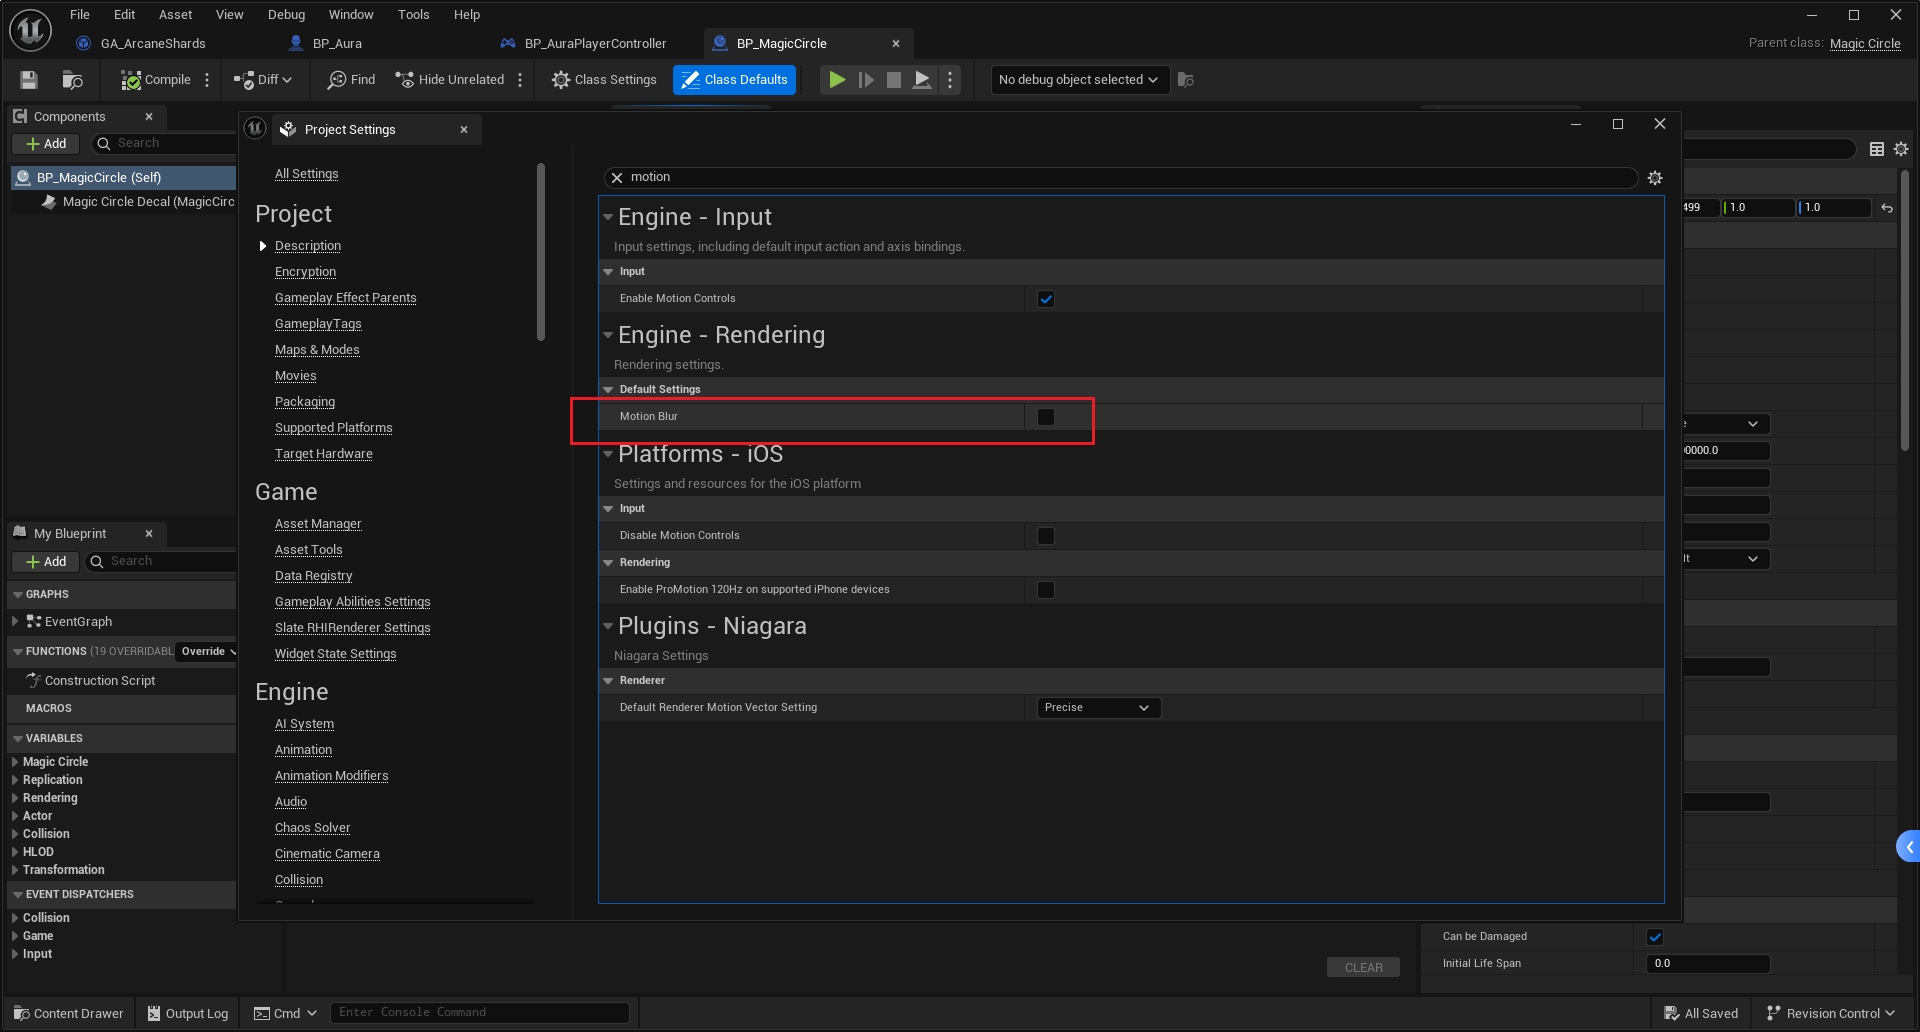 File Edit Asset View Debug Window Tools Help
GA_ArcaneShards BP_Aura BP_AuraPlayerController BP_MagicCircle Parent class: Magic Circle
Compile Diff Find Hide Unrelated Class Settings Class Defaults No debug object selected
Components
Add Search
BP_MagicCircle (Self)
Magic Circle Decal (MagicCirc
My Blueprint
Add Search
GRAPHS
EventGraph
FUNCTIONS (19 OVERRIDABL Override
Construction Script
MACROS
VARIABLES
Magic Circle
Replication
Rendering
Actor
Collision
HLOD
Transformation
EVENT DISPATCHERS
Collision
Game
Input
Project Settings
All Settings
Project
Description
Encryption
Gameplay Effect Parents
GameplayTags
Maps & Modes
Movies
Packaging
Supported Platforms
Target Hardware
Game
Asset Manager
Asset Tools
Data Registry
Gameplay Abilities Settings
Slate RHIRenderer Settings
Widget State Settings
Engine
AI System
Animation
Animation Modifiers
Audio
Chaos Solver
Cinematic Camera
Collision
motion
Engine - Input
Input settings, including default input action and axis bindings.
Input
Enable Motion Controls
Engine - Rendering
Rendering settings.
Default Settings
Motion Blur
Platforms - iOS
Settings and resources for the iOS platform
Input
Disable Motion Controls
Rendering
Enable ProMotion 120Hz on supported iPhone devices
Plugins - Niagara
Niagara Settings
Renderer
Default Renderer Motion Vector Setting Precise
499 1.0 1.0
e
00000.0
lt
Can be Damaged
Initial Life Span 0.0
CLEAR
Content Drawer Output Log Cmd Enter Console Command All Saved Revision Control